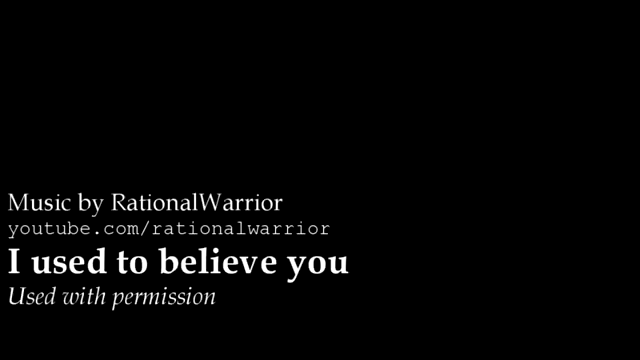 Music by RationalWarrior
youtube.com/rationalwarrior
I used to believe you
Used with permission